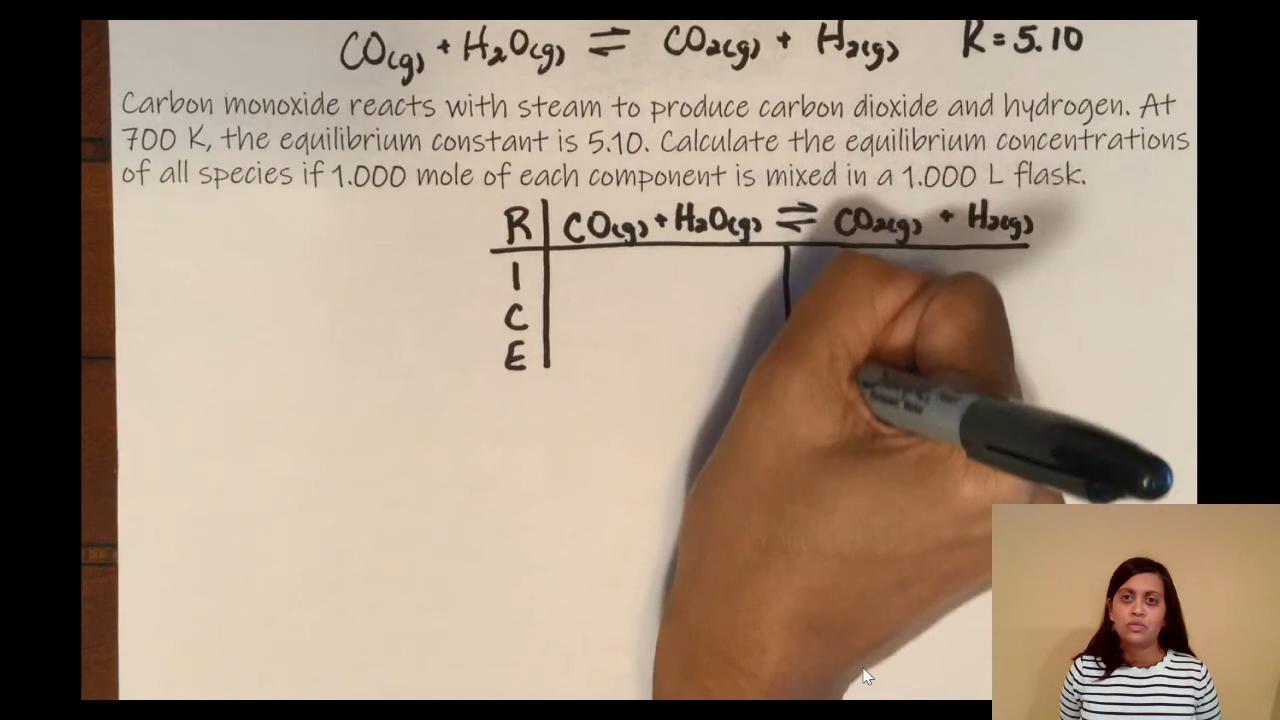 CO(g) + H₂O(g) ⇌ CO₂(g) + H₂(g) K = 5.10
Carbon monoxide reacts with steam to produce carbon dioxide and hydrogen. At
700 K, the equilibrium constant is 5.10. Calculate the equilibrium concentrations
of all species if 1.000 mole of each component is mixed in a 1.000 L flask.
R CO(g) + H₂O(g) ⇌ CO₂(g) + H₂(g)
I
C
E